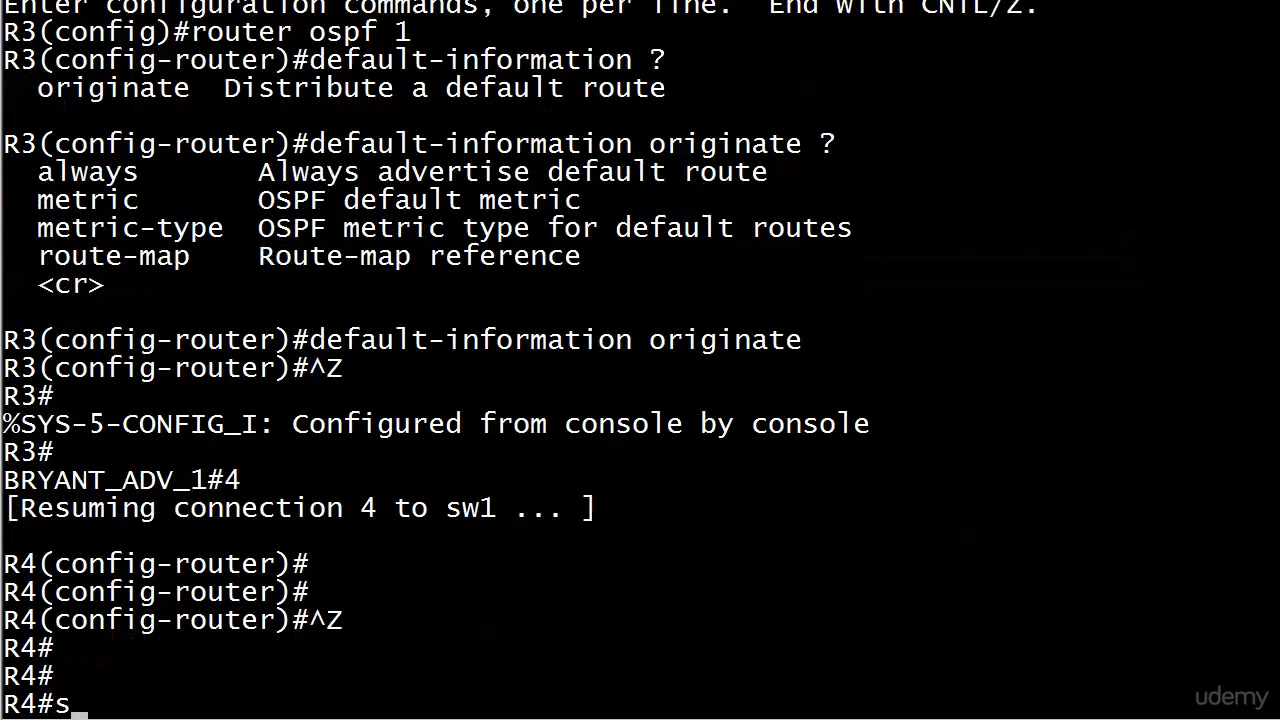 Enter configuration commands, one per line.  End with CNTL/Z.
R3(config)#router ospf 1
R3(config-router)#default-information ?
  originate  Distribute a default route

R3(config-router)#default-information originate ?
  always       Always advertise default route
  metric       OSPF default metric
  metric-type  OSPF metric type for default routes
  route-map    Route-map reference
  <cr>

R3(config-router)#default-information originate
R3(config-router)#^Z
R3#
%SYS-5-CONFIG_I: Configured from console by console
R3#
BRYANT_ADV_1#4
[Resuming connection 4 to sw1 ... ]

R4(config-router)#
R4(config-router)#
R4(config-router)#^Z
R4#
R4#
R4#s
udemy